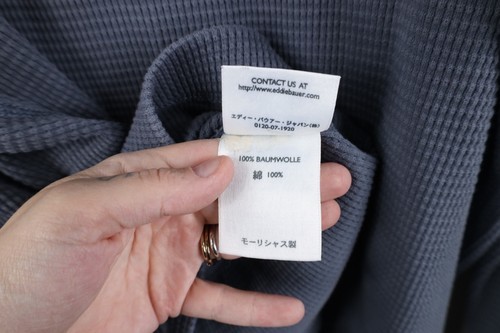 CONTACT US AT
http://www.eddiebauer.com
エディー・バウアー・ジャパン(株)
0120-07-1920
100% BAUMWOLLE
綿 100%
モーリシャス製